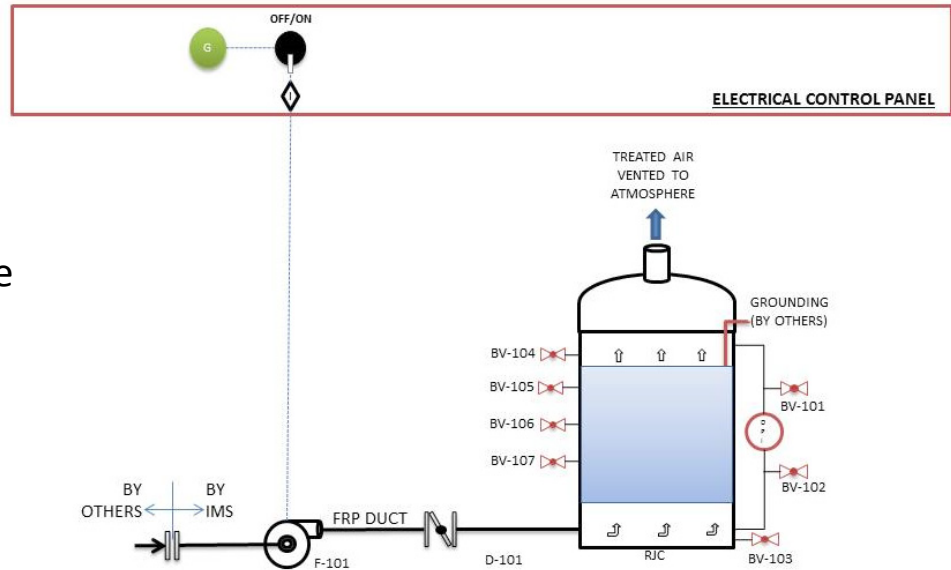 OFF/ON
G
I
ELECTRICAL CONTROL PANEL
TREATED AIR
VENTED TO
ATMOSPHERE
e
GROUNDING
(BY OTHERS)
BV-104
BV-105
BV-106
BV-107
BV-101
D
P
I
BV-102
BY
OTHERS
BY
IMS
FRP DUCT
F-101
D-101
RJC
BV-103